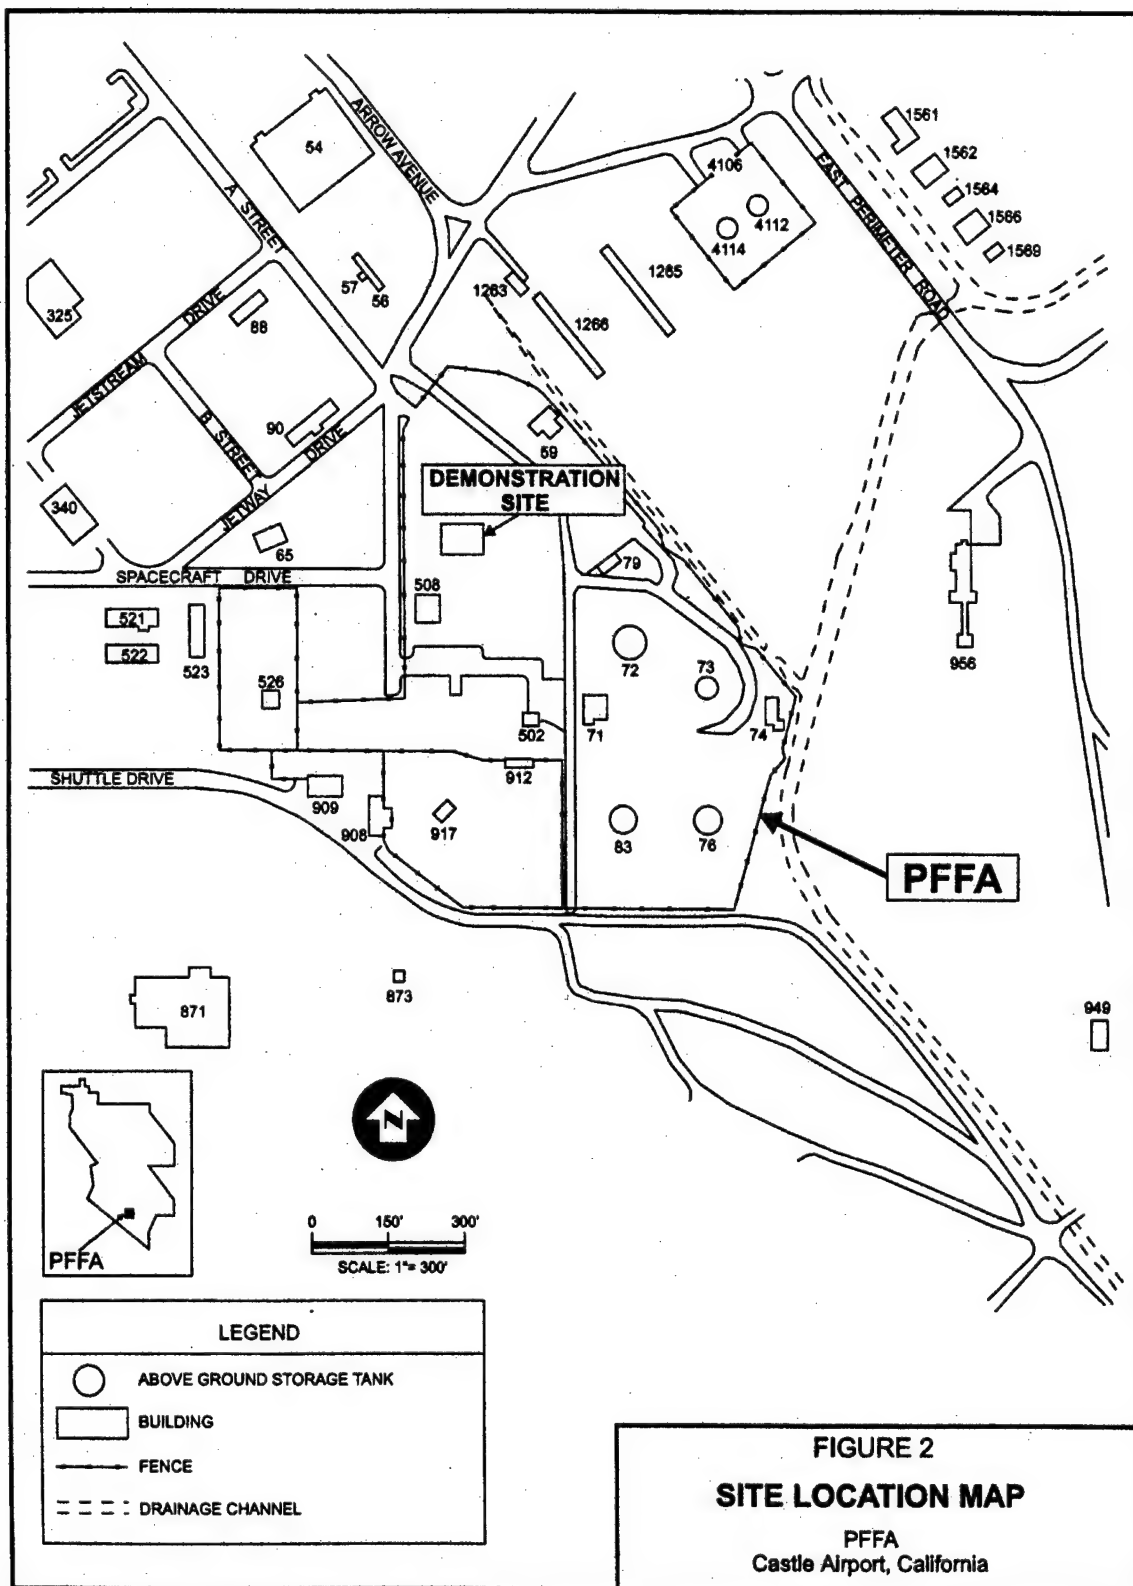 1561
ARROW AVENUE
54
4106
1562
EAST PERIMETER ROAD
1564
A STREET
4112
1566
4114
1569
57
56
1263
1265
325
JETSTREAM DRIVE
88
1266
B STREET
90
59
JETWAY DRIVE
DEMONSTRATION
SITE
340
65
79
SPACECRAFT DRIVE
508
521
522
523
72
73
956
526
502
71
74
SHUTTLE DRIVE
912
909
908
917
83
76
PFFA
871
873
949
N
PFFA
0 150' 300'
SCALE: 1"= 300'
LEGEND
ABOVE GROUND STORAGE TANK
BUILDING
FENCE
DRAINAGE CHANNEL
FIGURE 2
SITE LOCATION MAP
PFFA
Castle Airport, California